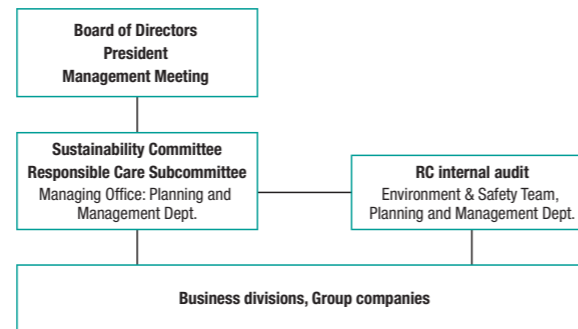 Board of Directors
President
Management Meeting
Sustainability Committee
Responsible Care Subcommittee
Managing Office: Planning and
Management Dept.
RC internal audit
Environment & Safety Team,
Planning and Management Dept.
Business divisions, Group companies